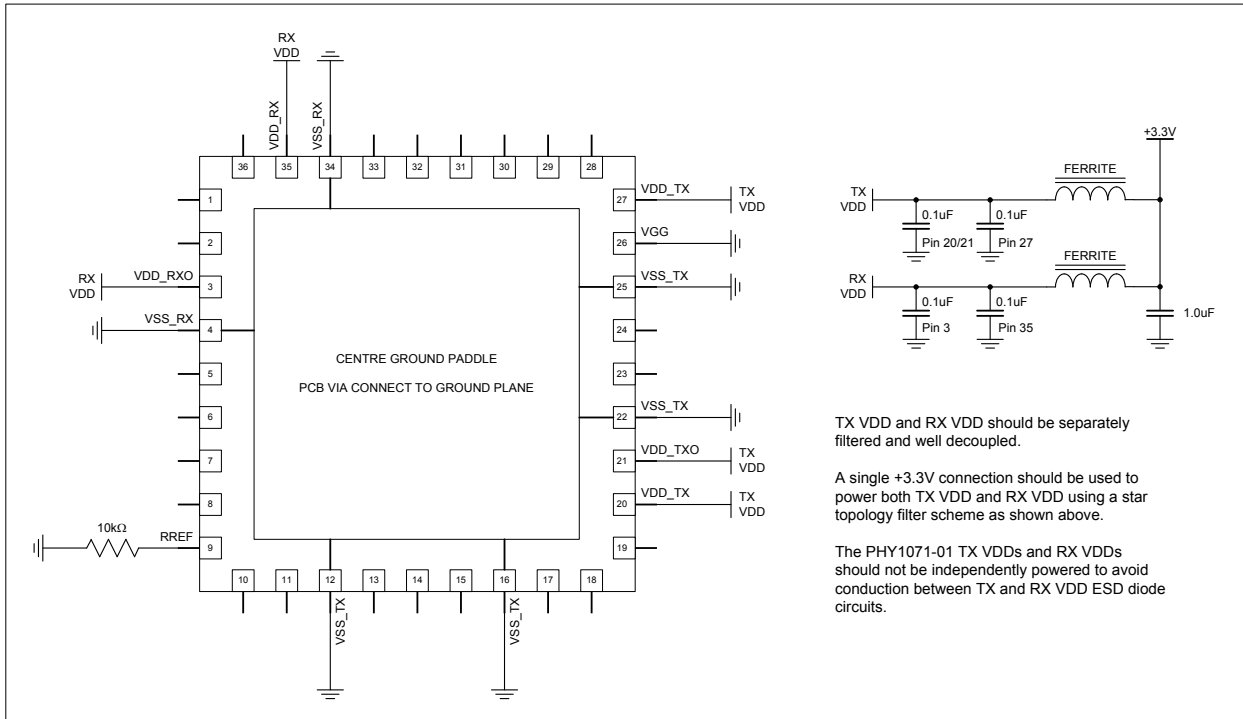 RX
VDD
VDD_RX
VSS_RX
36
35
34
33
32
31
30
29
28
1
2
3
4
5
6
7
8
9
RX
VDD
VDD_RXO
VSS_RX
10kΩ
RREF
CENTRE GROUND PADDLE
PCB VIA CONNECT TO GROUND PLANE
27
26
25
24
23
22
21
20
19
VDD_TX
TX
VDD
VGG
VSS_TX
VSS_TX
VDD_TXO
TX
VDD
VDD_TX
TX
VDD
10
11
12
13
14
15
16
17
18
VSS_TX
VSS_TX
+3.3V
FERRITE
TX
VDD
0.1uF
Pin 20/21
0.1uF
Pin 27
FERRITE
RX
VDD
0.1uF
Pin 3
0.1uF
Pin 35
1.0uF
TX VDD and RX VDD should be separately
filtered and well decoupled.
A single +3.3V connection should be used to
power both TX VDD and RX VDD using a star
topology filter scheme as shown above.
The PHY1071-01 TX VDDs and RX VDDs
should not be independently powered to avoid
conduction between TX and RX VDD ESD diode
circuits.